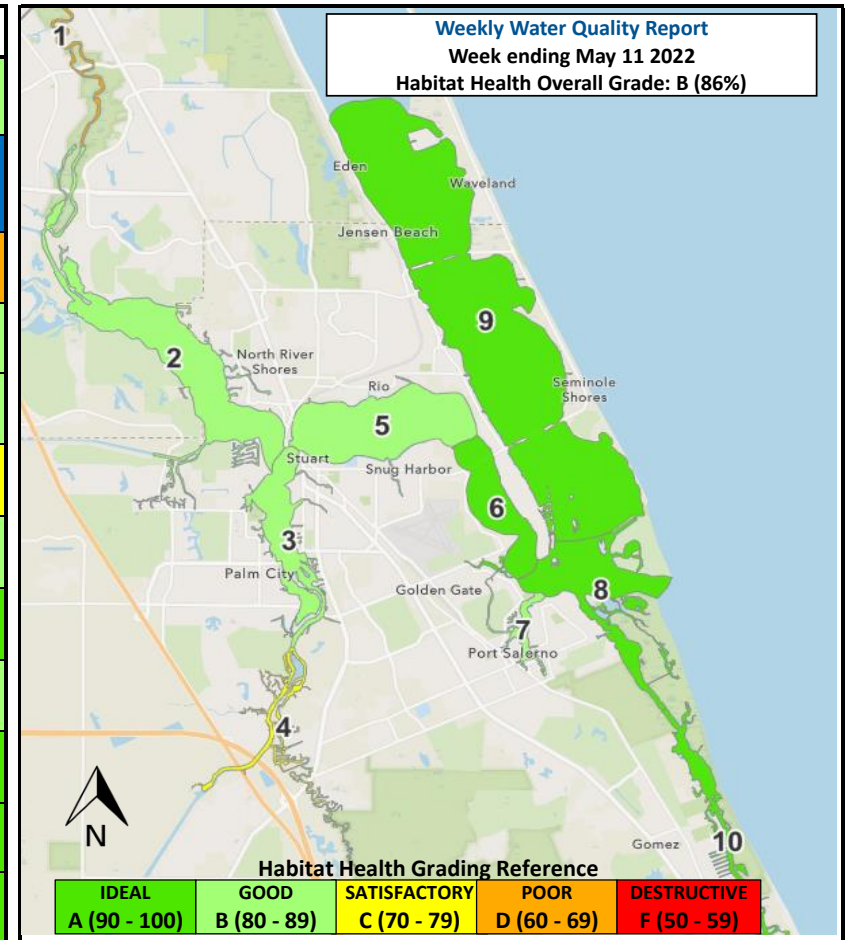 Weekly Water Quality Report
Week ending May 11 2022
Habitat Health Overall Grade: B (86%)
1
Eden
Waveland
Jensen Beach
9
2
North River
Shores
Rio
Seminole
Shores
5
Stuart
Snug Harbor
6
3
Palm City
Golden Gate
8
7
Port Salerno
4
N
Gomez
10
Habitat Health Grading Reference
IDEAL GOOD SATISFACTORY POOR DESTRUCTIVE
A (90 - 100) B (80 - 89) C (70 - 79) D (60 - 69) F (50 - 59)